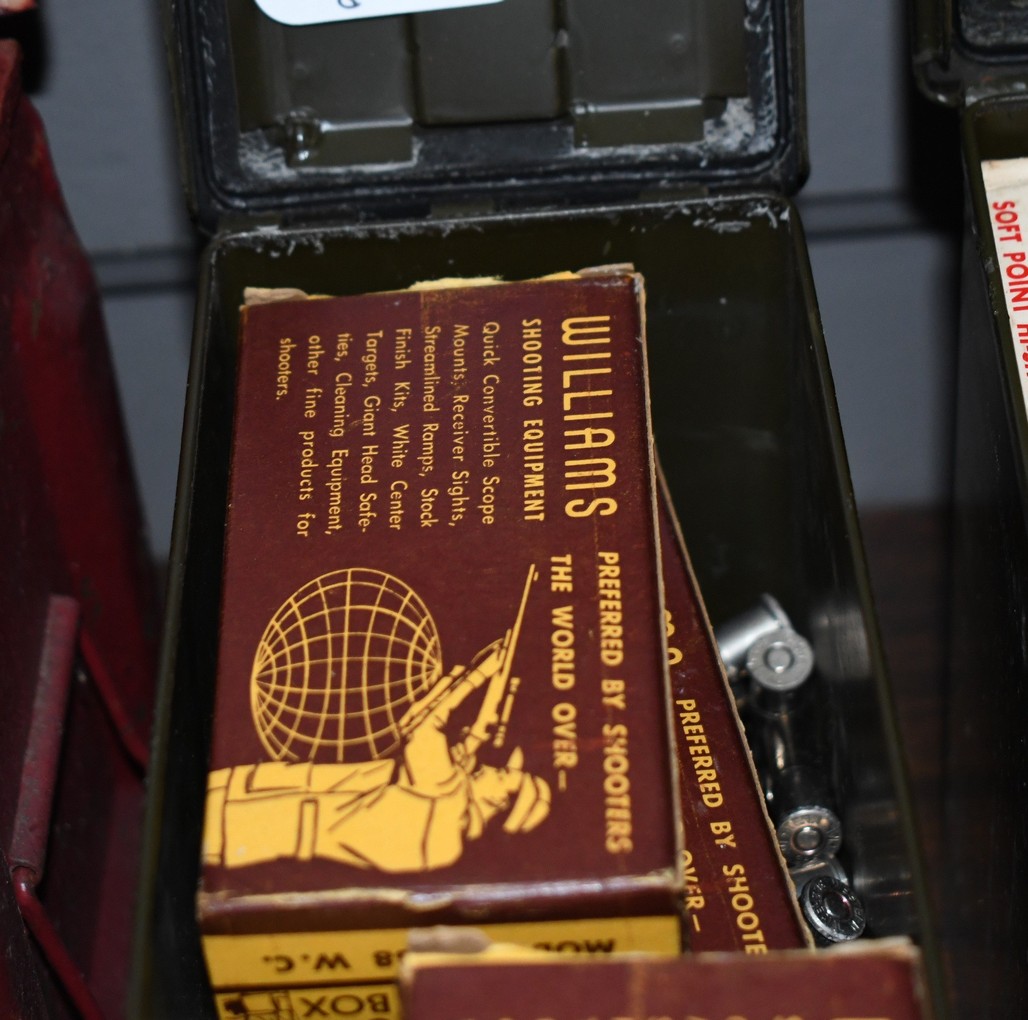 WILLIAMS
SHOOTING EQUIPMENT
Quick Convertible Scope
Mounts, Receiver Sights,
Streamlined Ramps, Stock
Finish Kits, White Center
Targets, Giant Head Safe-
ties, Cleaning Equipment,
other fine products for
shooters.
PREFERRED BY SHOOTERS
THE WORLD OVER—
PREFERRED BY SHOOTE
OVER—
W.C.
BOX
SOFT POINT